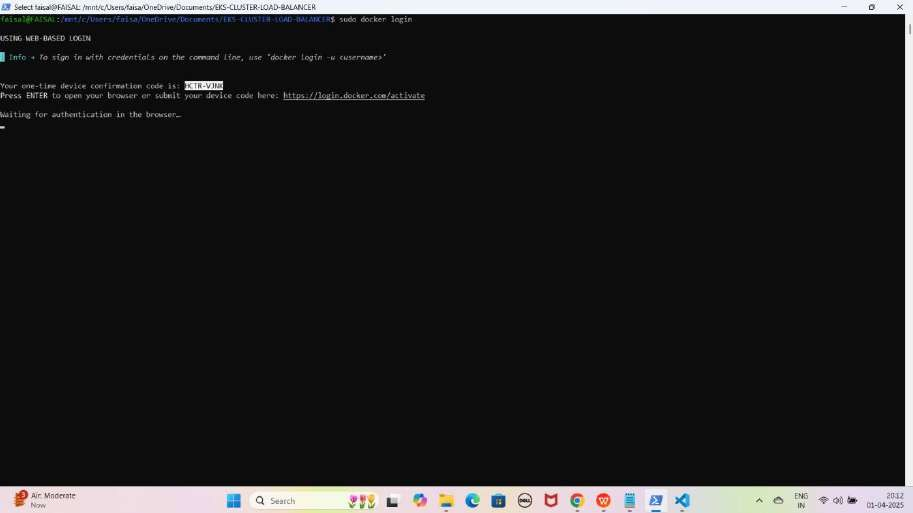 Select faisal@FAISAL: /mnt/c/Users/faisa/OneDrive/Documents/EKS-CLUSTER-LOAD-BALANCER
faisal@FAISAL:/mnt/c/Users/faisa/OneDrive/Documents/EKS-CLUSTER-LOAD-BALANCER$ sudo docker login
USING WEB-BASED LOGIN
Info → To sign in with credentials on the command line, use 'docker login -u <username>'
Your one-time device confirmation code is: HCTR-VJNK
Press ENTER to open your browser or submit your device code here: https://login.docker.com/activate
Waiting for authentication in the browser…
3
Air: Moderate
Now
Search
DELL
ENG
IN
20:12
01-04-2025